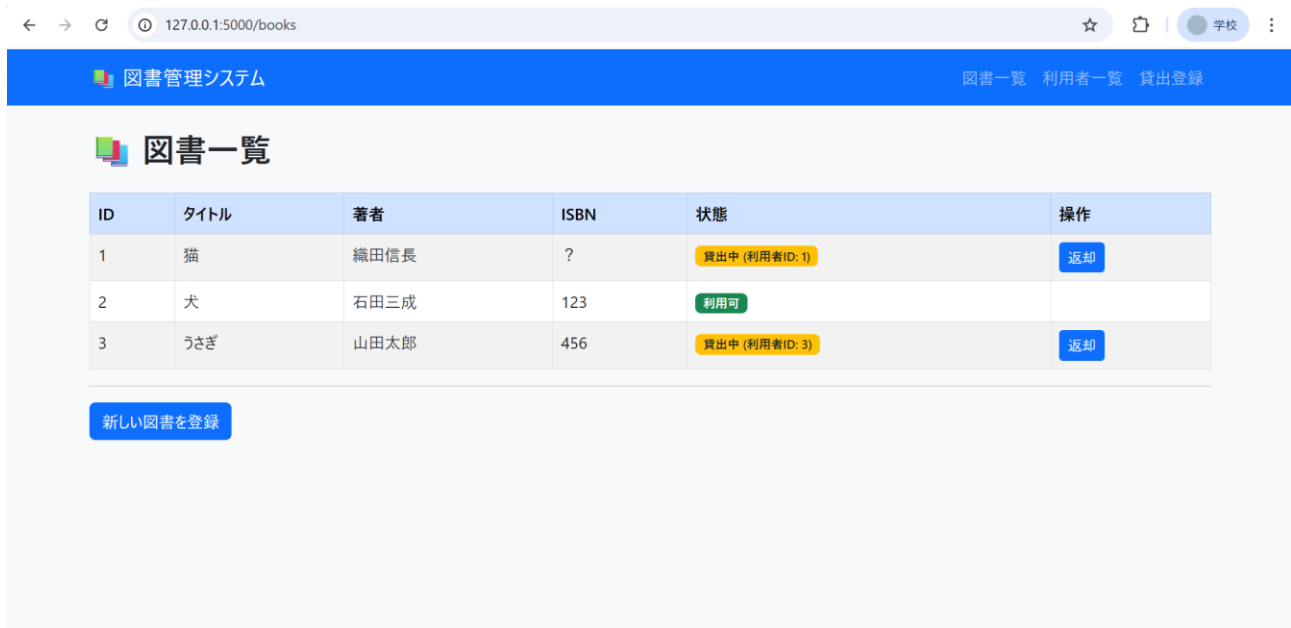 127.0.0.1:5000/books 学校
図書管理システム 図書一覧 利用者一覧 貸出登録
図書一覧
ID タイトル 著者 ISBN 状態 操作
1 猫 織田信長 ? 貸出中 (利用者ID: 1) 返却
2 犬 石田三成 123 利用可
3 うさぎ 山田太郎 456 貸出中 (利用者ID: 3) 返却
新しい図書を登録